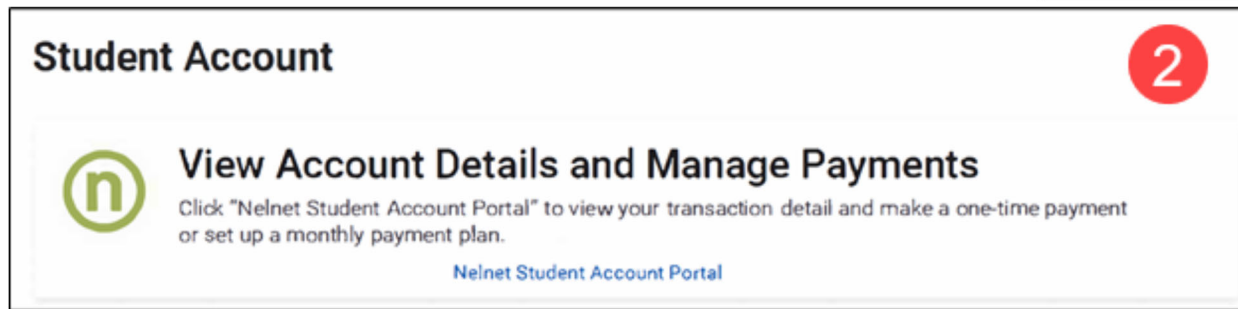 Student Account
2
n
View Account Details and Manage Payments
Click "Nelnet Student Account Portal" to view your transaction detail and make a one-time payment
or set up a monthly payment plan.
Nelnet Student Account Portal